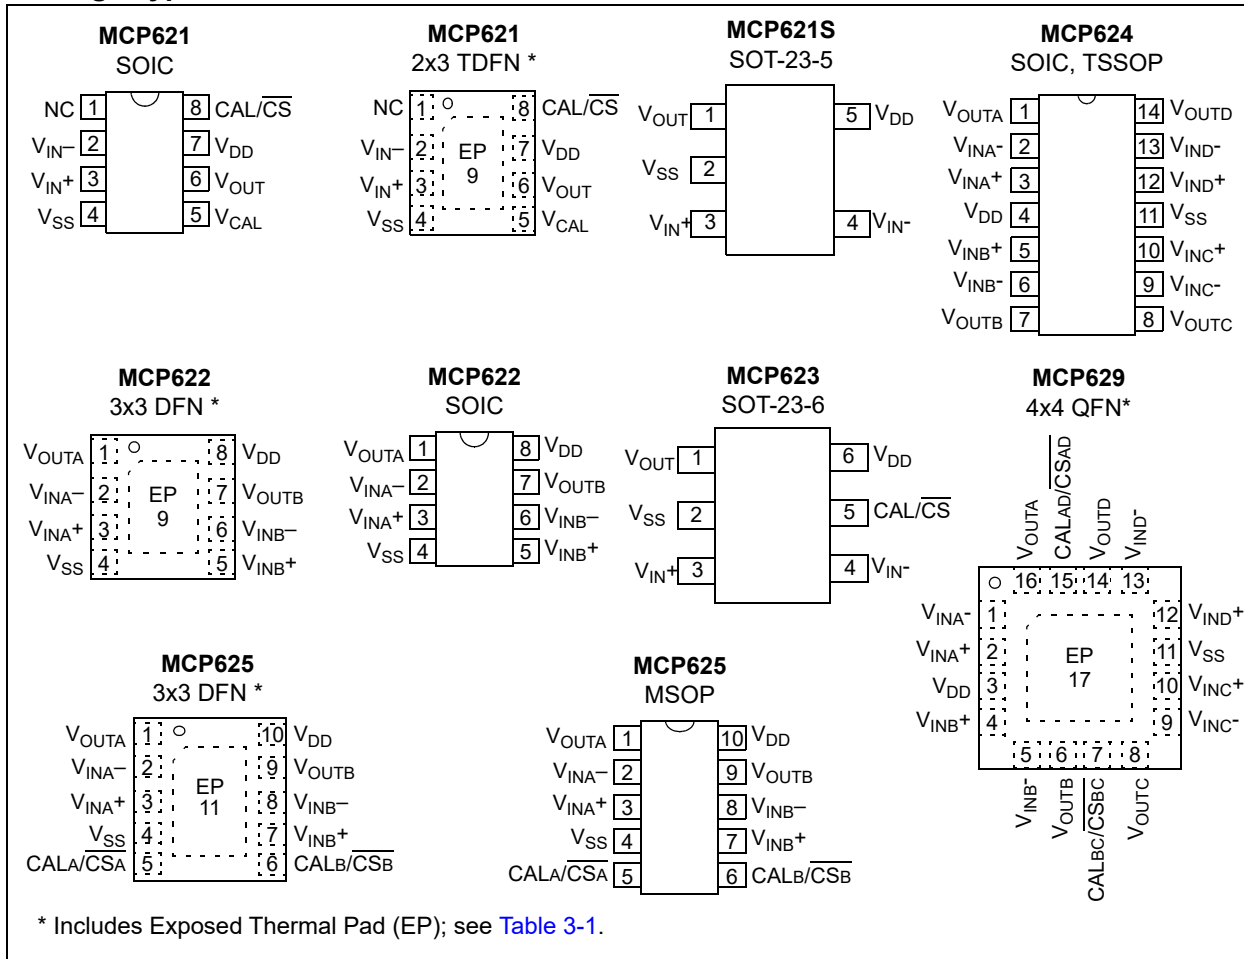 MCP621
SOIC
NC 1
8 CAL/CS
VIN– 2
7 VDD
VIN+ 3
6 VOUT
VSS 4
5 VCAL
MCP621
2x3 TDFN *
NC 1
8 CAL/CS
VIN– 2
7 VDD
EP
9
VIN+ 3
6 VOUT
VSS 4
5 VCAL
MCP621S
SOT-23-5
VOUT 1
5 VDD
VSS 2
VIN+ 3
4 VIN-
MCP624
SOIC, TSSOP
VOUTA 1
14 VOUTD
VINA- 2
13 VIND-
VINA+ 3
12 VIND+
VDD 4
11 VSS
VINB+ 5
10 VINC+
VINB- 6
9 VINC-
VOUTB 7
8 VOUTC
MCP622
3x3 DFN *
VOUTA 1
8 VDD
VINA– 2
7 VOUTB
EP
9
VINA+ 3
6 VINB–
VSS 4
5 VINB+
MCP622
SOIC
VOUTA 1
8 VDD
VINA– 2
7 VOUTB
VINA+ 3
6 VINB–
VSS 4
5 VINB+
MCP623
SOT-23-6
VOUT 1
6 VDD
VSS 2
5 CAL/CS
VIN+ 3
4 VIN-
MCP629
4x4 QFN*
VOUTA
CALAD/CSAD
VOUTD
VIND-
16 15 14 13
VINA- 1
12 VIND+
VINA+ 2
11 VSS
EP
17
VDD 3
10 VINC+
VINB+ 4
9 VINC-
5 6 7 8
VINB-
VOUTB
CALBC/CSBC
VOUTC
MCP625
3x3 DFN *
VOUTA 1
10 VDD
VINA– 2
9 VOUTB
EP
11
VINA+ 3
8 VINB–
VSS 4
7 VINB+
CALA/CSA 5
6 CALB/CSB
MCP625
MSOP
VOUTA 1
10 VDD
VINA– 2
9 VOUTB
VINA+ 3
8 VINB–
VSS 4
7 VINB+
CALA/CSA 5
6 CALB/CSB
* Includes Exposed Thermal Pad (EP); see Table 3-1.